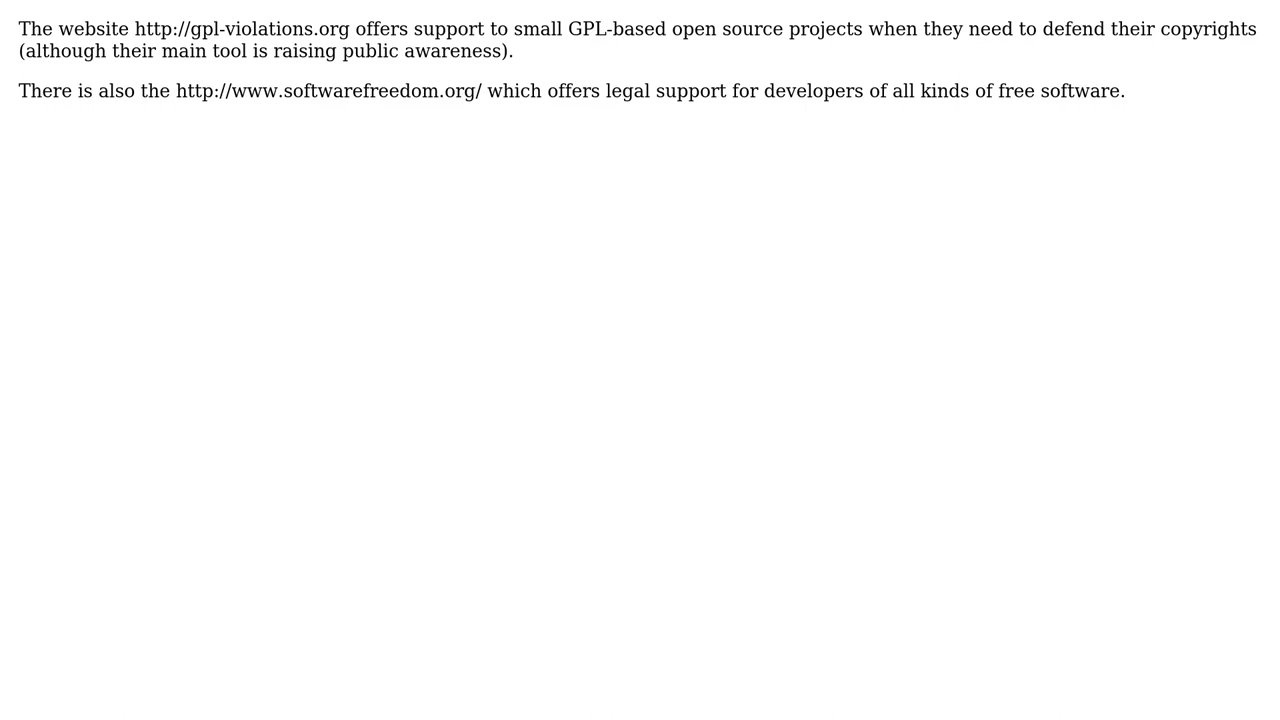 The website http://gpl-violations.org offers support to small GPL-based open source projects when they need to defend their copyrights
(although their main tool is raising public awareness).
There is also the http://www.softwarefreedom.org/ which offers legal support for developers of all kinds of free software.